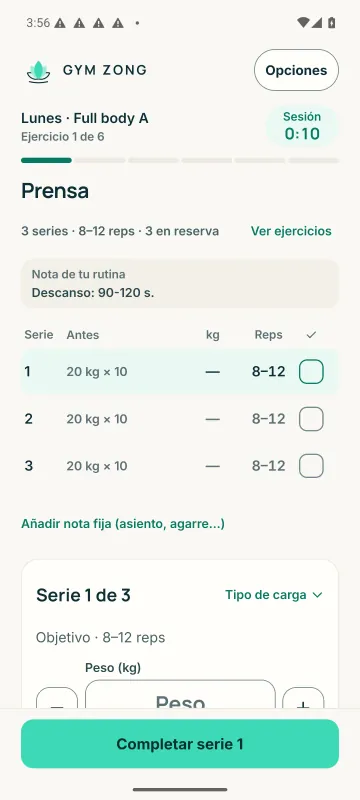 3:56
GYM ZONG
Opciones
Lunes · Full body A
Ejercicio 1 de 6
Sesión
0:10
Prensa
3 series · 8–12 reps · 3 en reserva
Ver ejercicios
Nota de tu rutina
Descanso: 90-120 s.
Serie Antes kg Reps ✓
1 20 kg × 10 — 8–12
2 20 kg × 10 — 8–12
3 20 kg × 10 — 8–12
Añadir nota fija (asiento, agarre...)
Serie 1 de 3
Tipo de carga
Objetivo · 8–12 reps
Peso (kg)
− Peso +
Completar serie 1